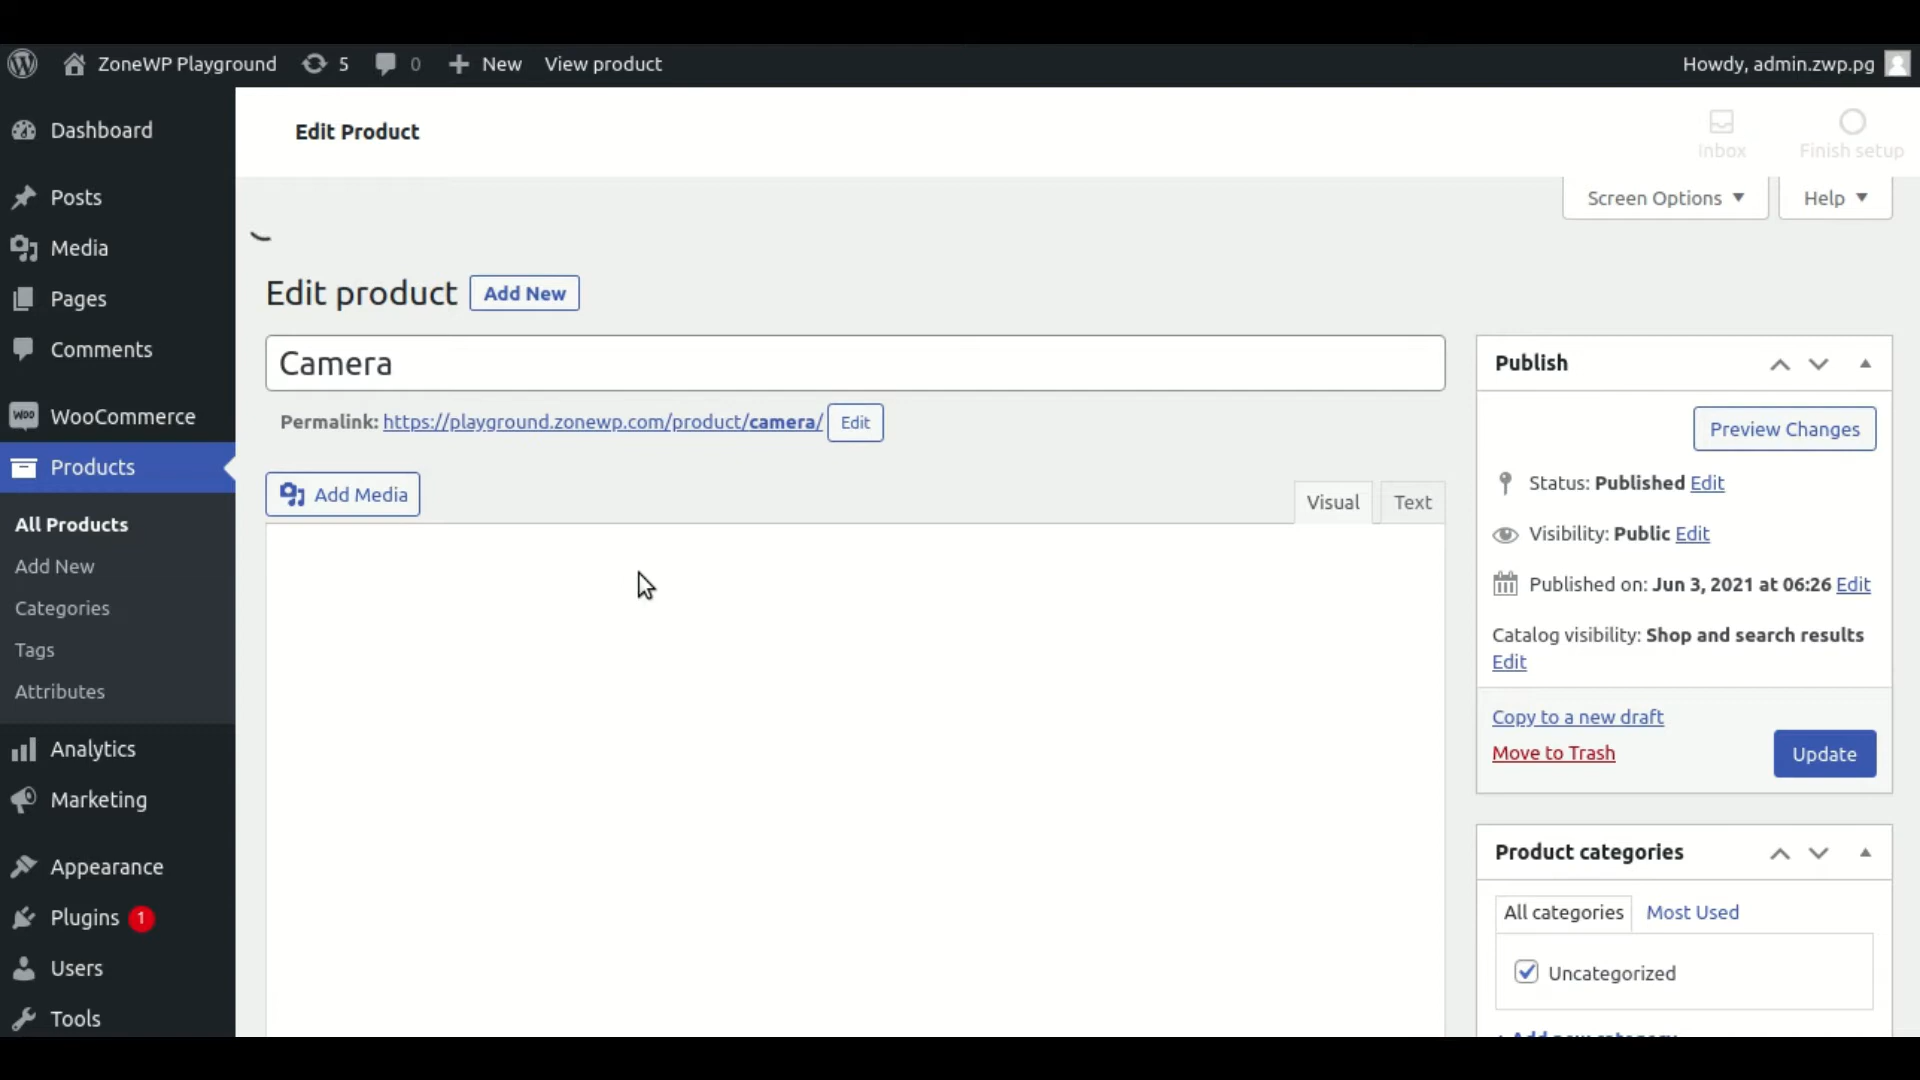 ZoneWP Playground 5 0 New View product Howdy, admin.zwp.pg
Dashboard
Posts
Media
Pages
Comments
WOO WooCommerce
Products
All Products
Add New
Categories
Tags
Attributes
Analytics
Marketing
Appearance
Plugins 1
Users
Tools
Edit Product
Inbox
Finish setup
Screen Options
Help
Edit product Add New
Camera
Permalink: https://playground.zonewp.com/product/camera/ Edit
Add Media
Visual Text
Publish
Preview Changes
Status: Published Edit
Visibility: Public Edit
Published on: Jun 3, 2021 at 06:26 Edit
Catalog visibility: Shop and search results
Edit
Copy to a new draft
Move to Trash
Update
Product categories
All categories Most Used
Uncategorized
+ Add new category